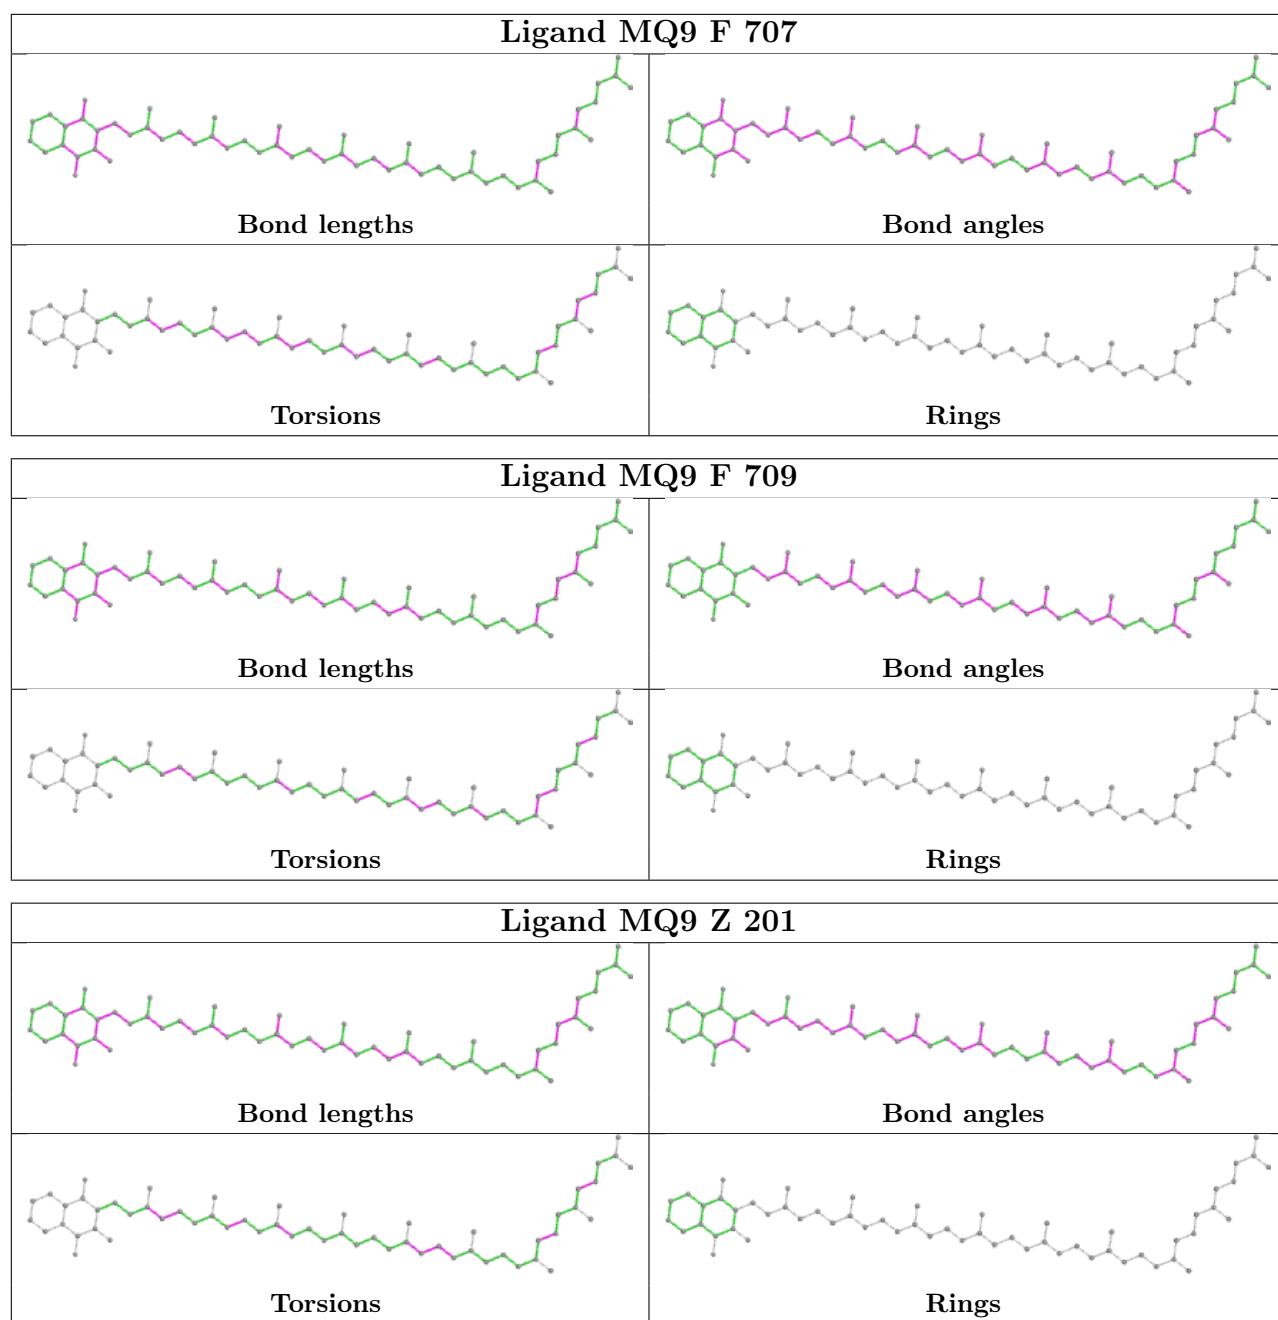 Ligand MQ9 F 707
Bond lengths
Bond angles
Torsions
Rings
Ligand MQ9 F 709
Bond lengths
Bond angles
Torsions
Rings
Ligand MQ9 Z 201
Bond lengths
Bond angles
Torsions
Rings